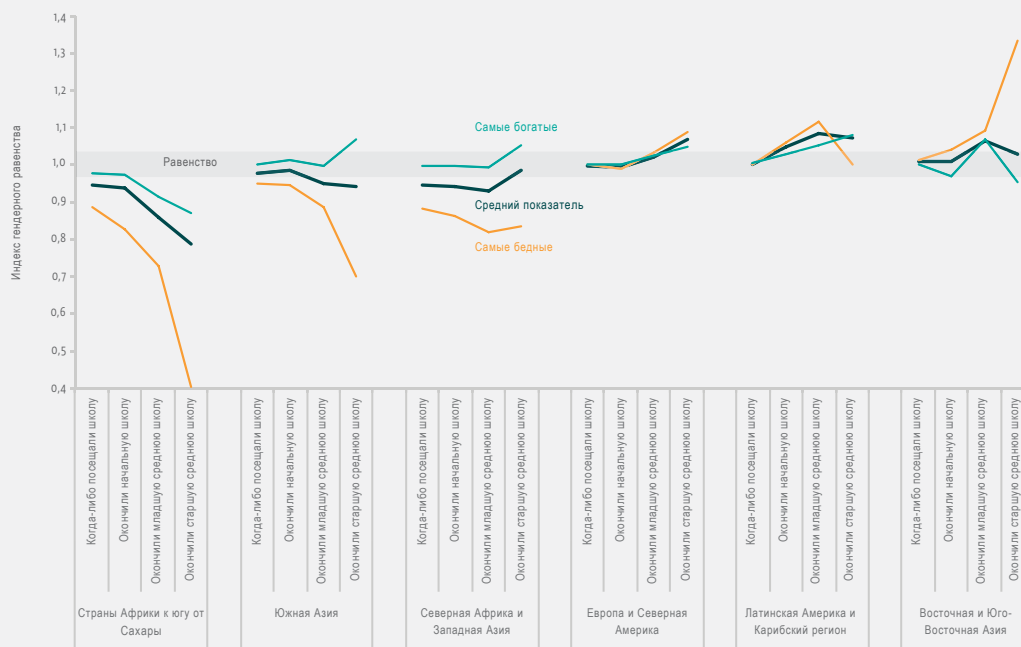 Индекс гендерного равенства
1,4
1,3
1,2
1,1
1,0
0,9
0,8
0,7
0,6
0,5
0,4
Равенство
Самые богатые
Средний показатель
Самые бедные
Когда-либо посещали школу
Окончили начальную школу
Окончили младшую среднюю школу
Окончили старшую среднюю школу
Страны Африки к югу от
Сахары
Когда-либо посещали школу
Окончили начальную школу
Окончили младшую среднюю школу
Окончили старшую среднюю школу
Южная Азия
Когда-либо посещали школу
Окончили начальную школу
Окончили младшую среднюю школу
Окончили старшую среднюю школу
Северная Африка и
Западная Азия
Когда-либо посещали школу
Окончили начальную школу
Окончили младшую среднюю школу
Окончили старшую среднюю школу
Европа и Северная
Америка
Когда-либо посещали школу
Окончили начальную школу
Окончили младшую среднюю школу
Окончили старшую среднюю школу
Латинская Америка и
Карибский регион
Когда-либо посещали школу
Окончили начальную школу
Окончили младшую среднюю школу
Окончили старшую среднюю школу
Восточная и Юго-
Восточная Азия